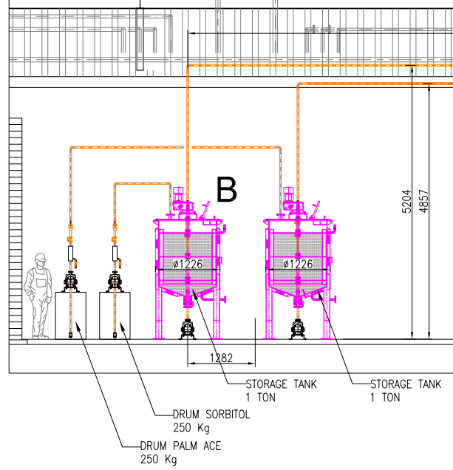 B
5204
4857
ø1226
ø1226
1282
STORAGE TANK
1 TON
STORAGE TANK
1 TON
DRUM SORBITOL
250 Kg
DRUM PALM ACE
250 Kg